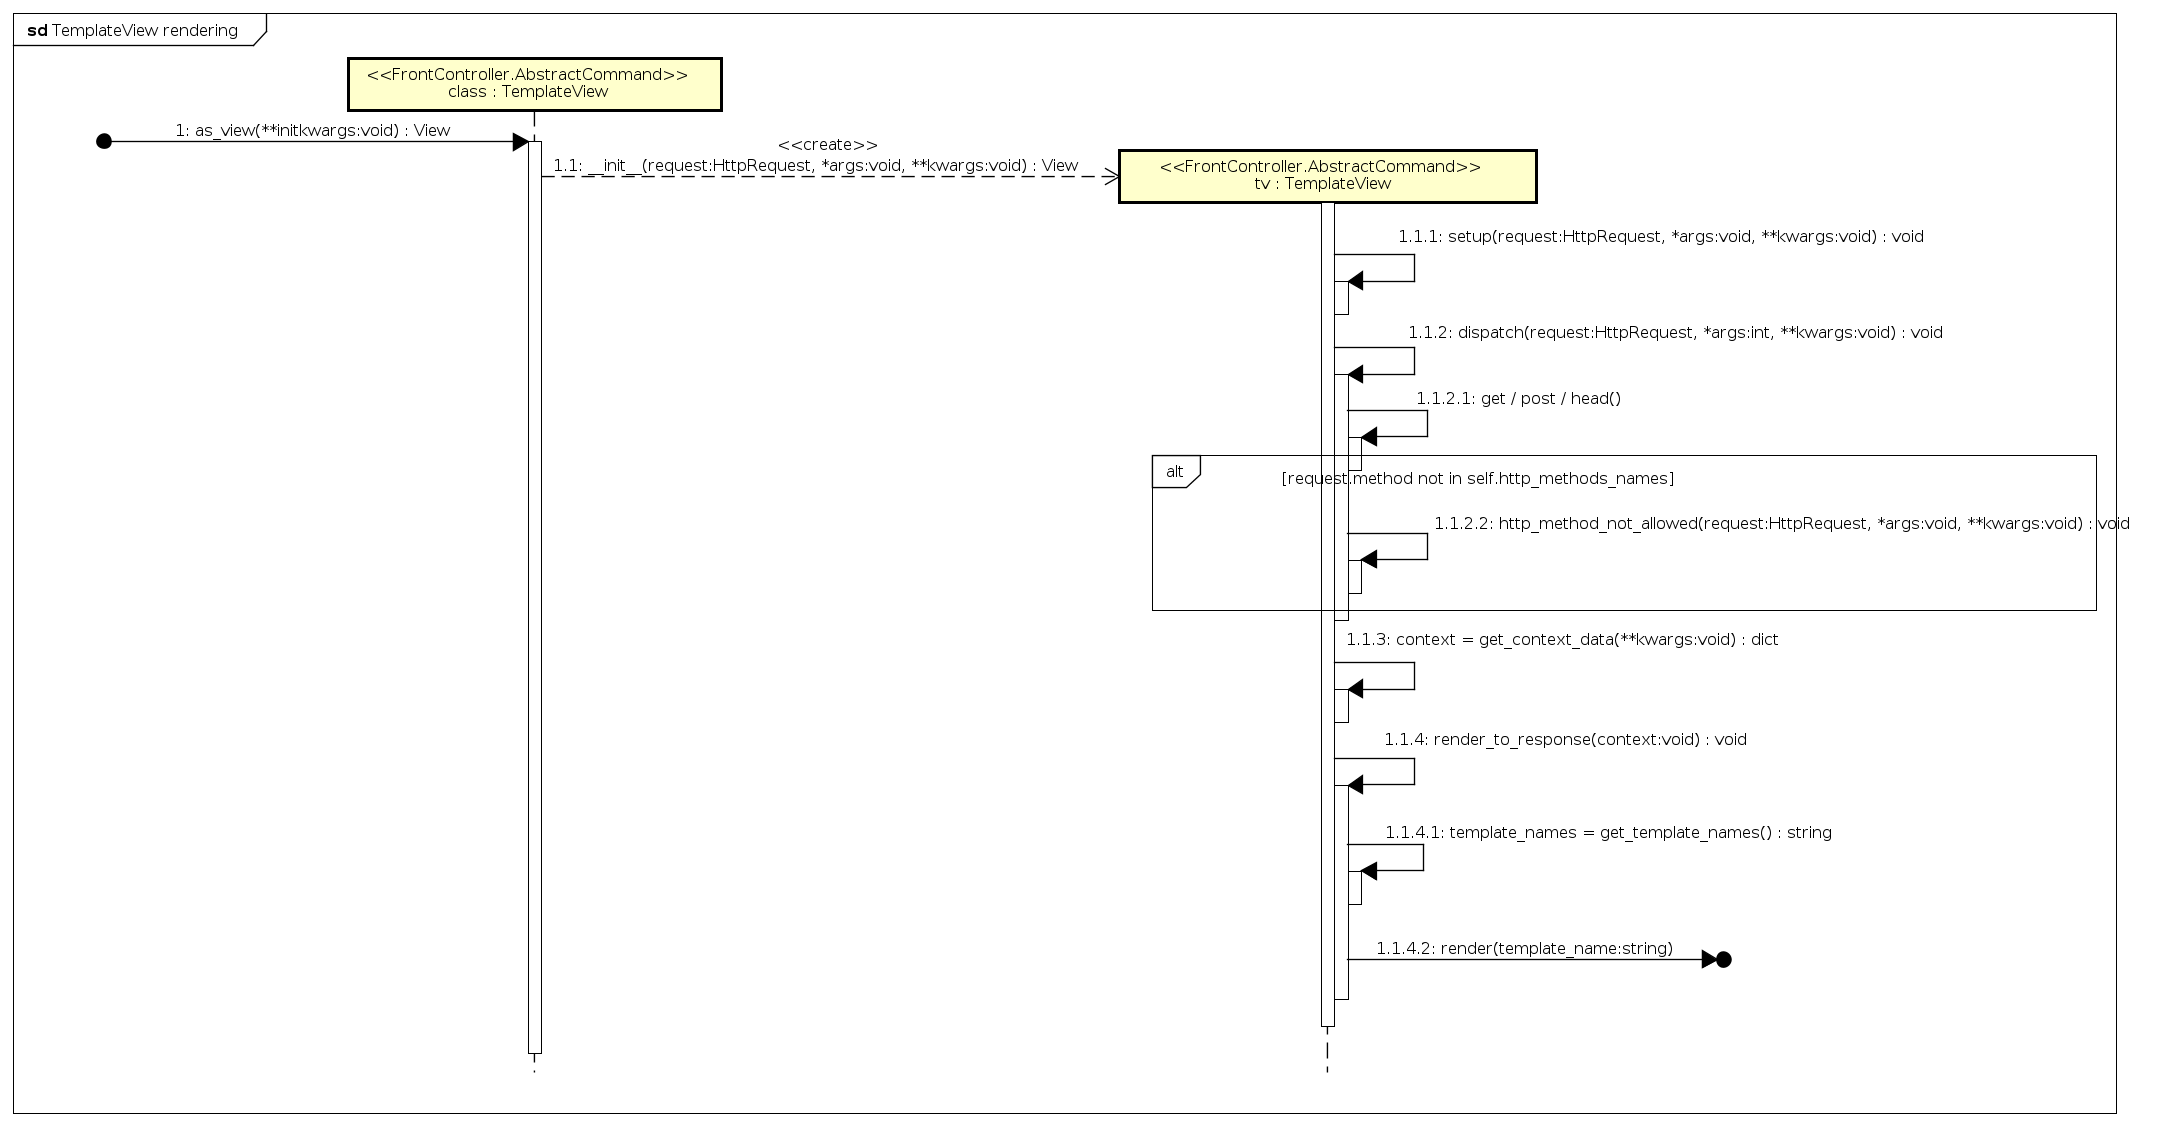 sd TemplateView rendering
<<FrontController.AbstractCommand>>
class : TemplateView
1: as_view(**initkwargs:void) : View
<<create>>
1.1: __init__(request:HttpRequest, *args:void, **kwargs:void) : View
<<FrontController.AbstractCommand>>
tv : TemplateView
1.1.1: setup(request:HttpRequest, *args:void, **kwargs:void) : void
1.1.2: dispatch(request:HttpRequest, *args:int, **kwargs:void) : void
1.1.2.1: get / post / head()
alt
[request.method not in self.http_methods_names]
1.1.2.2: http_method_not_allowed(request:HttpRequest, *args:void, **kwargs:void) : void
1.1.3: context = get_context_data(**kwargs:void) : dict
1.1.4: render_to_response(context:void) : void
1.1.4.1: template_names = get_template_names() : string
1.1.4.2: render(template_name:string)